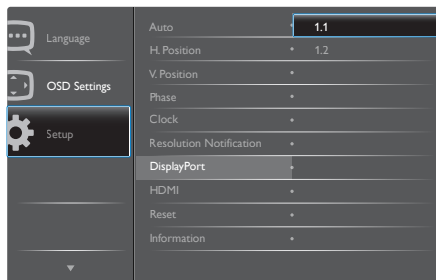 Language
OSD Settings
Setup
Auto
H. Position
V. Position
Phase
Clock
Resolution Notification
DisplayPort
HDMI
Reset
Information
1.1
1.2